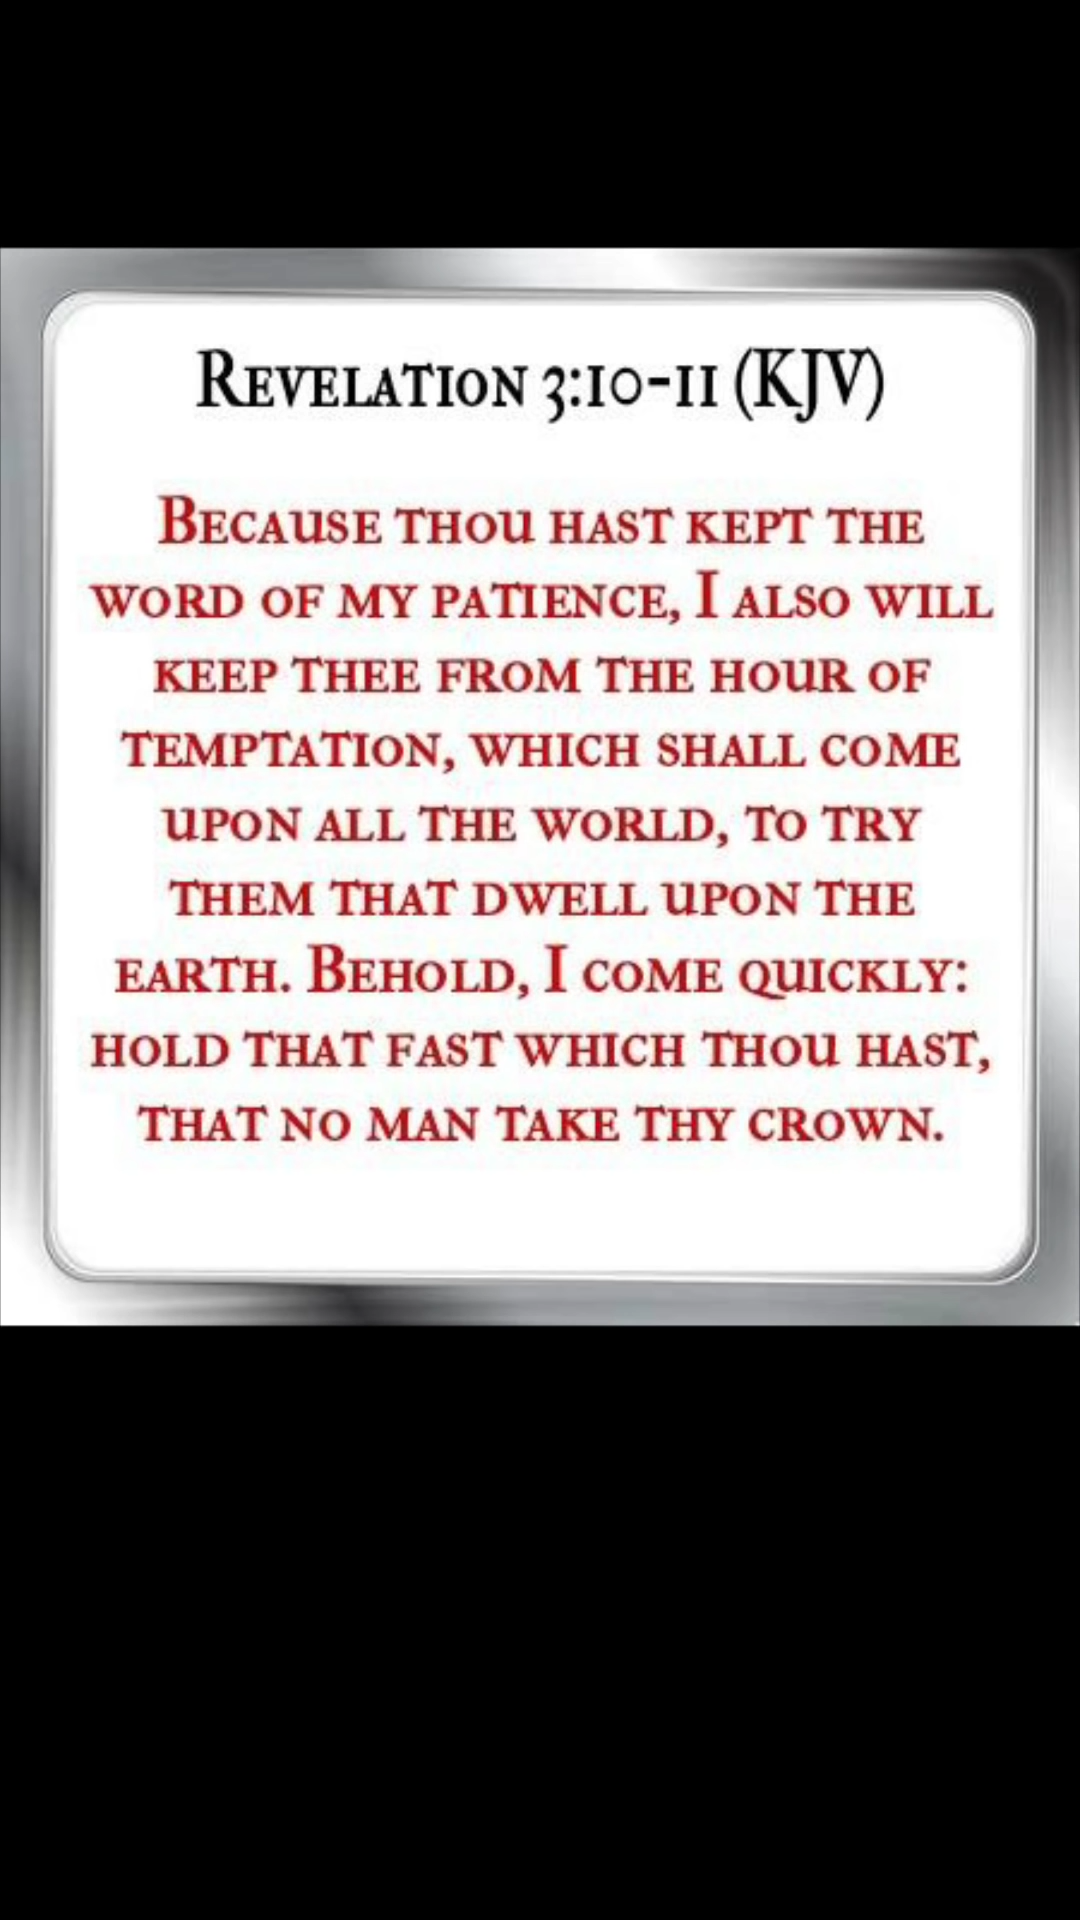 Revelation 3:10-11 (KJV)
Because thou hast kept the
word of my patience, I also will
keep thee from the hour of
temptation, which shall come
upon all the world, to try
them that dwell upon the
earth. Behold, I come quickly:
hold that fast which thou hast,
that no man take thy crown.